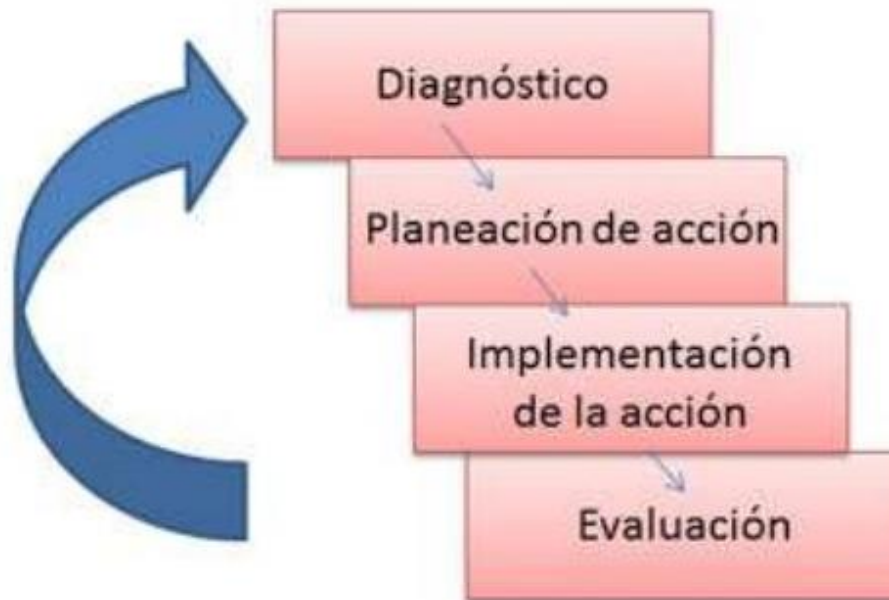 Diagnóstico
Planeación de acción
Implementación
de la acción
Evaluación